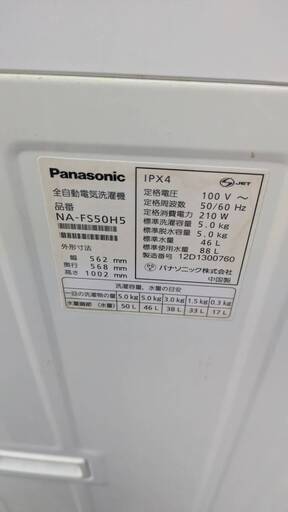 Panasonic
全自動電気洗濯機
品番
NA-FS50H5
外形寸法
幅 562 mm
奥行 568 mm
高さ 1002 mm
IPX4
JET
定格電圧 100 V ～
定格周波数 50/60 Hz
定格消費電力 210 W
標準洗濯容量 5.0 kg
標準脱水容量 5.0 kg
標準水量 46 L
標準使用水量 88 L
製造番号 12D1300760
パナソニック株式会社
中国製
洗濯容量、水量の目安
一回の洗濯物の量 5.0 kg 5.0 kg 3.0 kg 1.5 kg 0.3 kg
水量調節（水量） 50 L 46 L 38 L 33 L 17 L